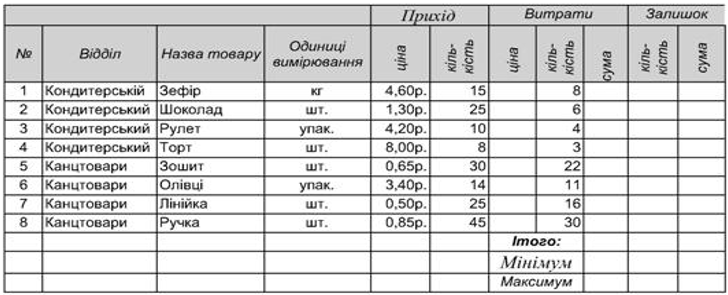 Прихід Витрати Залишок
№ Відділ Назва товару Одиниці вимірювання ціна кіль-кість ціна кіль-кість сума кіль-кість сума
1 Кондитерській Зефір кг 4,60р. 15 8
2 Кондитерський Шоколад шт. 1,30р. 25 6
3 Кондитерський Рулет упак. 4,20р. 10 4
4 Кондитерський Торт шт. 8,00р. 8 3
5 Канцтовари Зошит шт. 0,65р. 30 22
6 Канцтовари Олівці упак. 3,40р. 14 11
7 Канцтовари Лінійка шт. 0,50р. 25 16
8 Канцтовари Ручка шт. 0,85р. 45 30
Ітого:
Мінімум
Максимум